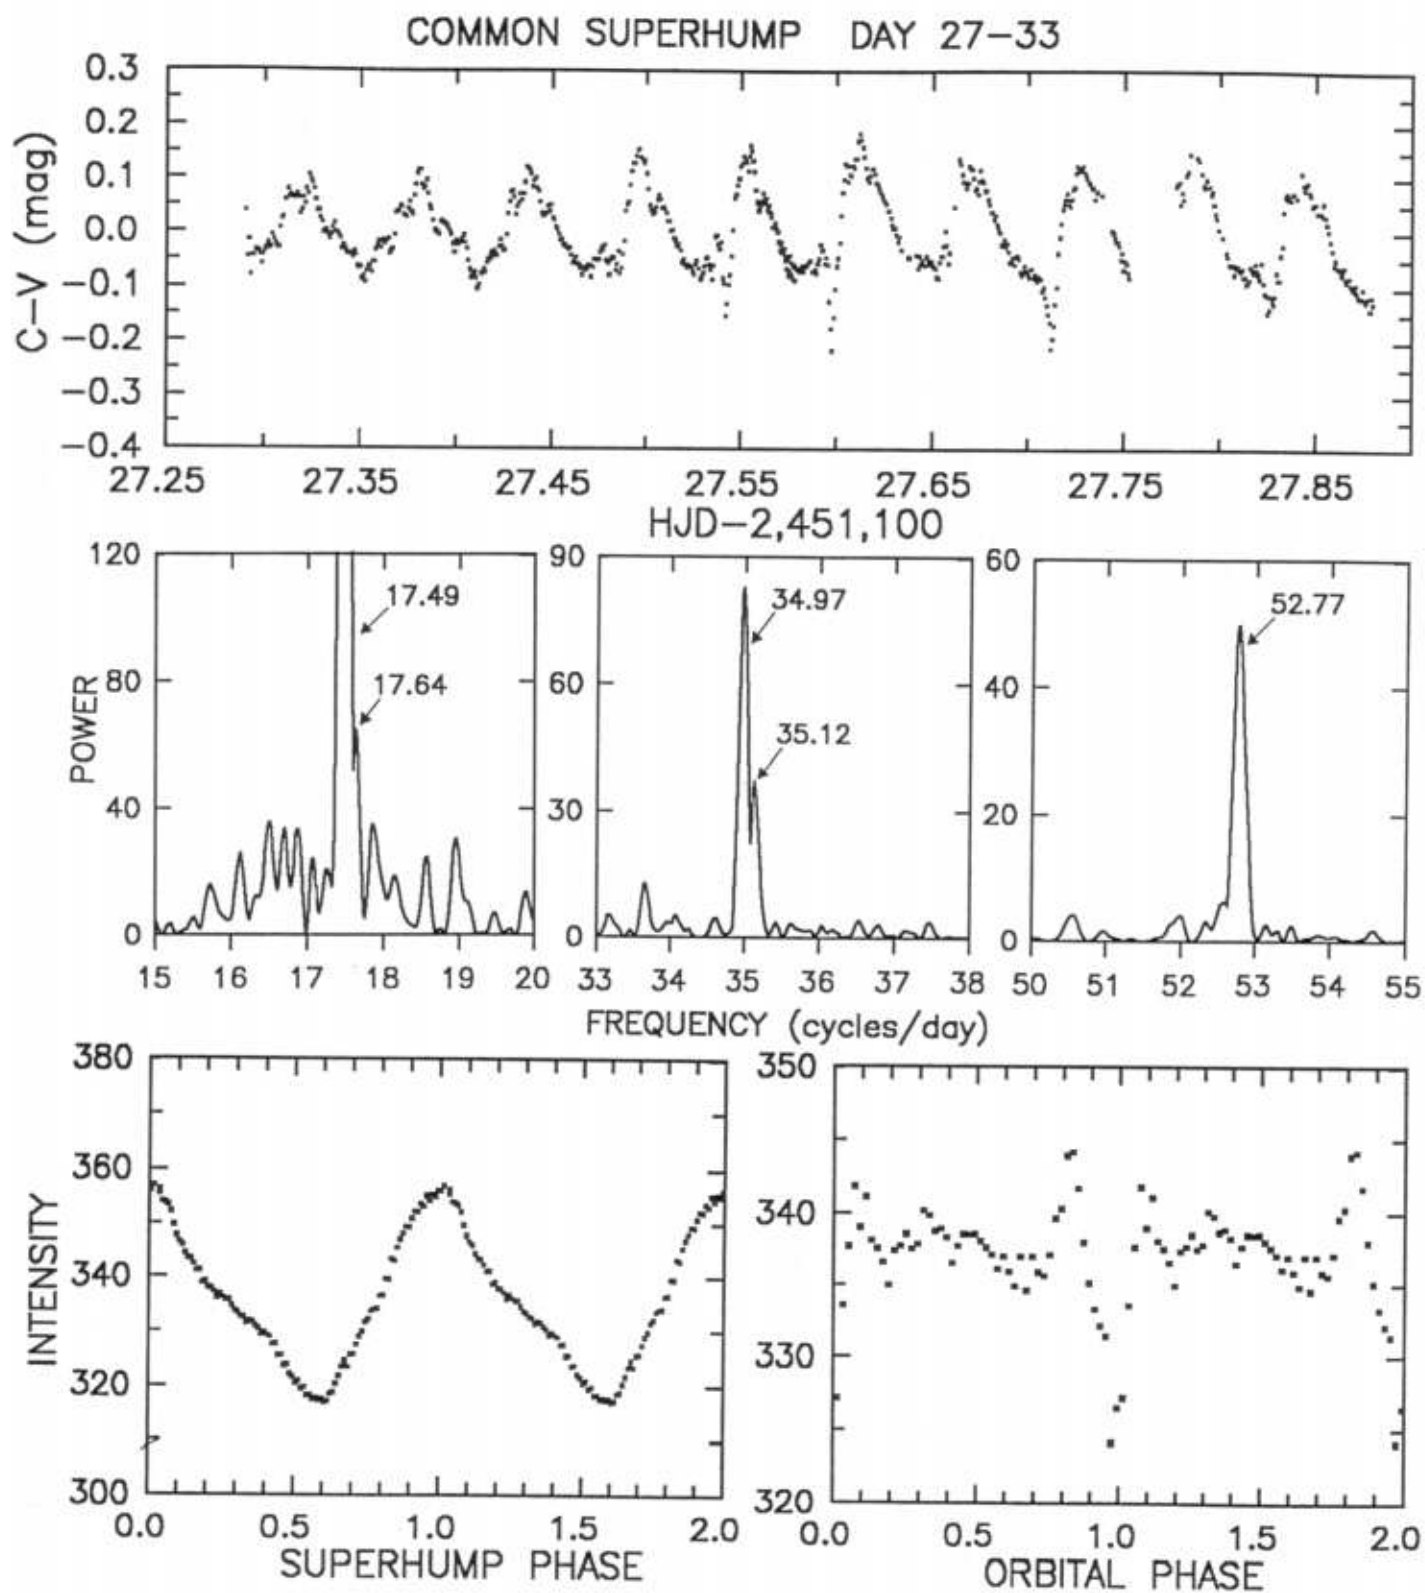 COMMON SUPERHUMP DAY 27-33
0.3
0.2
0.1
0.0
-0.1
-0.2
-0.3
-0.4
C-V (mag)
27.25 27.35 27.45 27.55 27.65 27.75 27.85
HJD-2,451,100
120
80
40
0
POWER
17.49
17.64
15 16 17 18 19 20
90
60
30
0
34.97
35.12
33 34 35 36 37 38
60
40
20
0
52.77
50 51 52 53 54 55
FREQUENCY (cycles/day)
380
360
340
320
300
INTENSITY
0.0 0.5 1.0 1.5 2.0
SUPERHUMP PHASE
350
340
330
320
0.0 0.5 1.0 1.5 2.0
ORBITAL PHASE